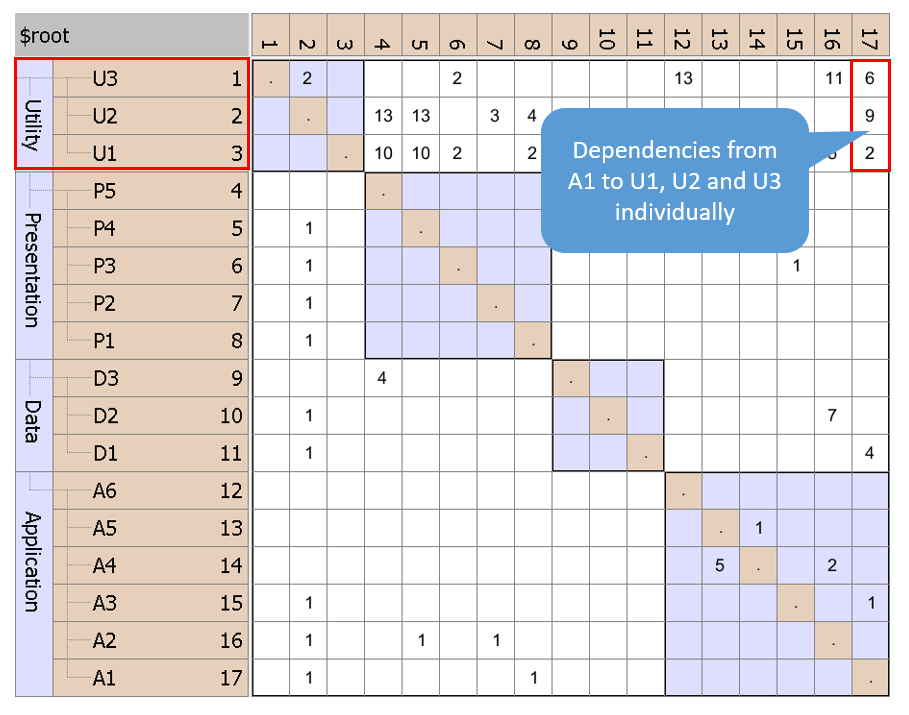 $root 1 2 3 4 5 6 7 8 9 10 11 12 13 14 15 16 17
Utility
U3 1 . 2 2 13 11 6
U2 2 . 13 13 3 4 9
U1 3 . 10 10 2 2 2
Dependencies from
A1 to U1, U2 and U3
individually
Presentation
P5 4 .
P4 5 1 .
P3 6 1 . 1
P2 7 1 .
P1 8 1 .
Data
D3 9 4 .
D2 10 1 . 7
D1 11 1 . 4
Application
A6 12 .
A5 13 . 1
A4 14 5 . 2
A3 15 1 . 1
A2 16 1 1 1 .
A1 17 1 1 .